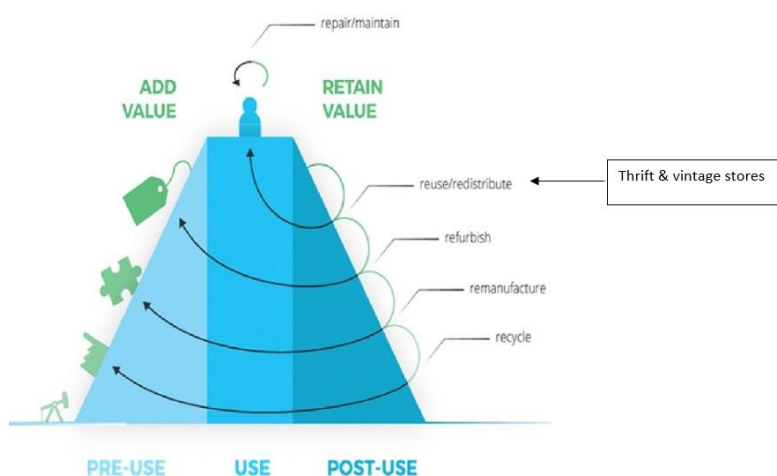 repair/maintain
ADD
VALUE
RETAIN
VALUE
reuse/redistribute
Thrift & vintage stores
refurbish
remanufacture
recycle
PRE-USE
USE
POST-USE